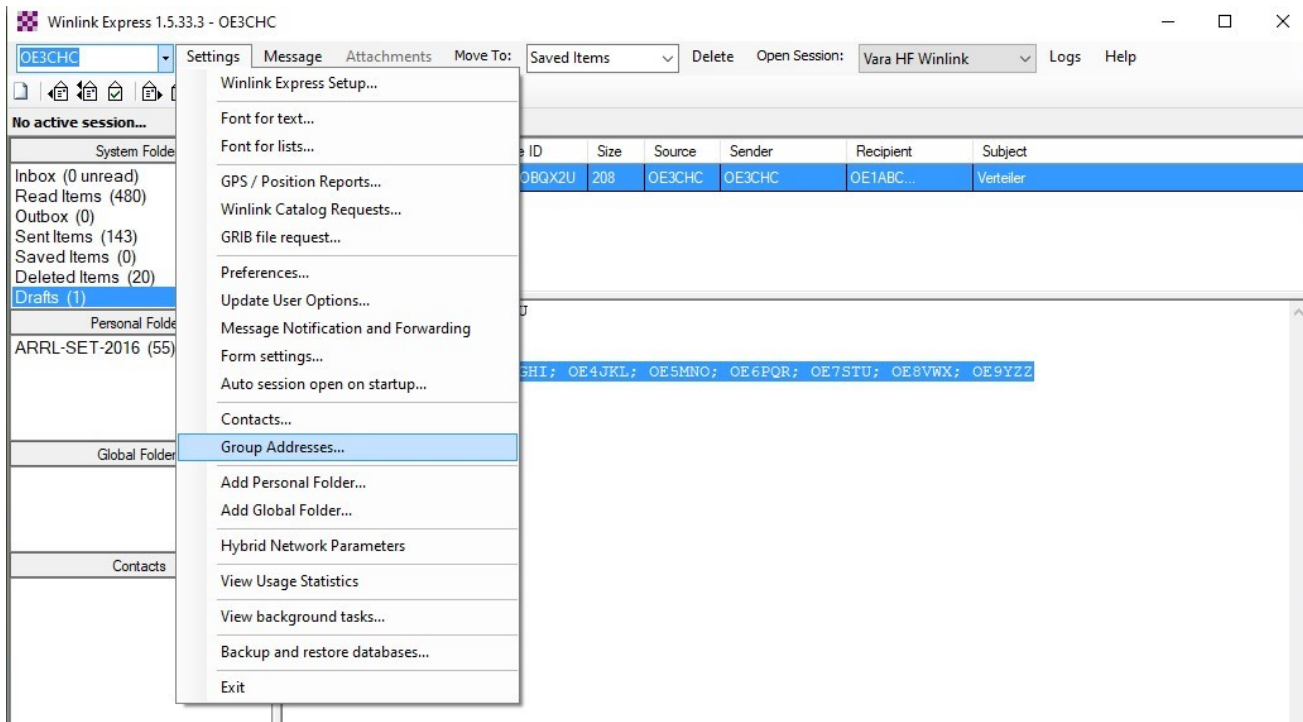 Winlink Express 1.5.33.3 - OE3CHC
OE3CHC Settings Message Attachments Move To: Saved Items Delete Open Session: Vara HF Winlink Logs Help
No active session...
System Folde
Inbox (0 unread)
Read Items (480)
Outbox (0)
Sent Items (143)
Saved Items (0)
Deleted Items (20)
Drafts (1)
Personal Folde
ARRL-SET-2016 (55)
Global Folder
Contacts
Winlink Express Setup...
Font for text...
Font for lists...
GPS / Position Reports...
Winlink Catalog Requests...
GRIB file request...
Preferences...
Update User Options...
Message Notification and Forwarding
Form settings...
Auto session open on startup...
Contacts...
Group Addresses...
Add Personal Folder...
Add Global Folder...
Hybrid Network Parameters
View Usage Statistics
View background tasks...
Backup and restore databases...
Exit
e ID Size Source Sender Recipient Subject
OBQX2U 208 OE3CHC OE3CHC OE1ABC... Verteiler
U
GHI; OE4JKL; OE5MNO; OE6PQR; OE7STU; OE8VWX; OE9YZZ